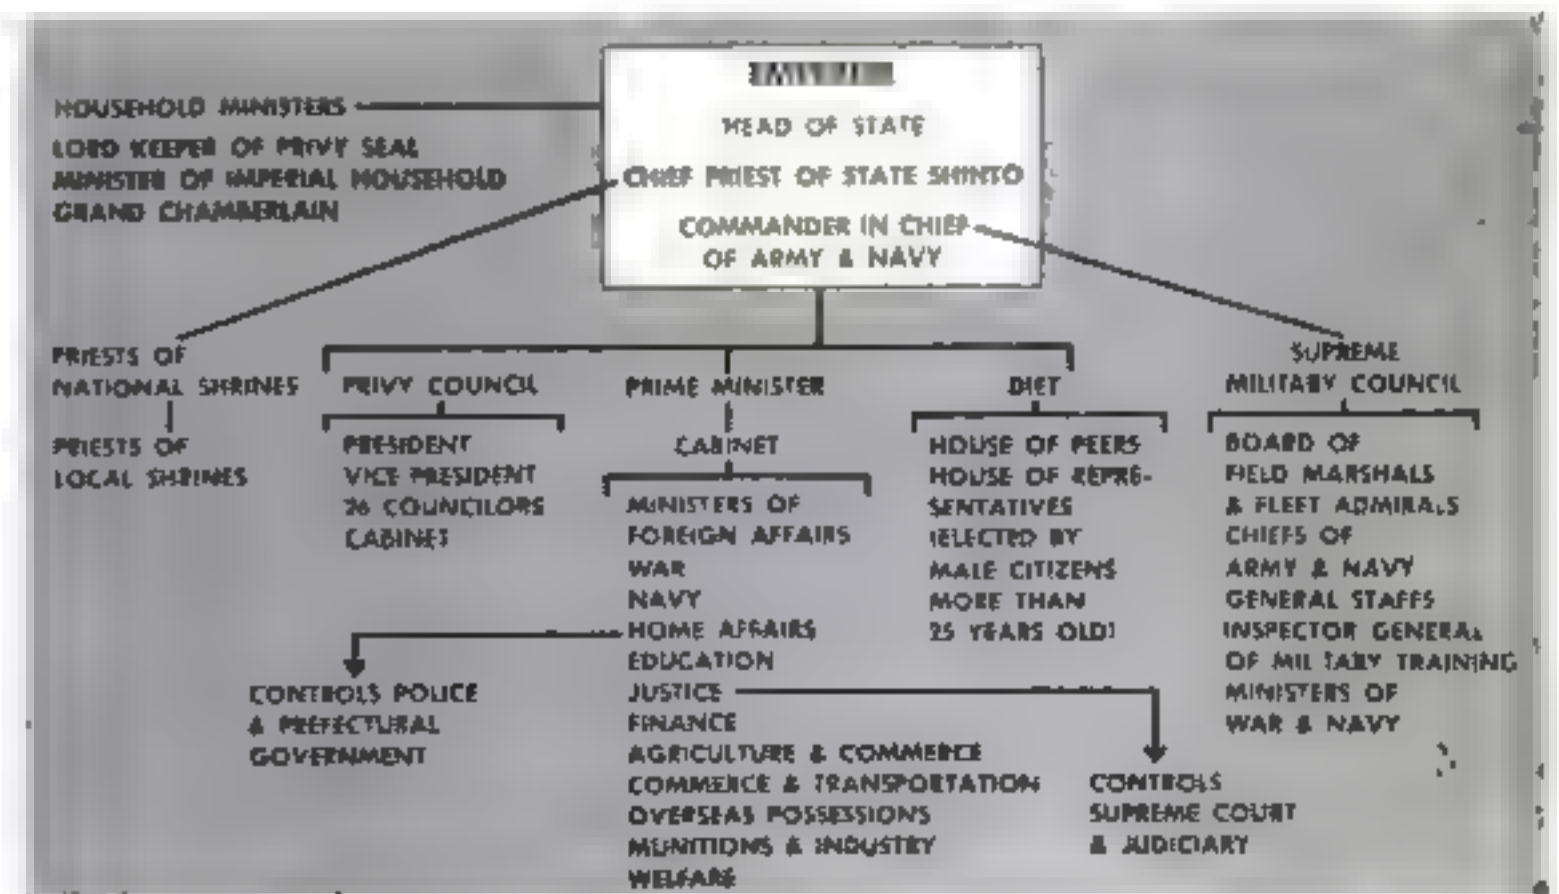 HEAD OF STATE
CHIEF PRIEST OF STATE SHINTO
COMMANDER IN CHIEF
OF ARMY & NAVY
HOUSEHOLD MINISTERS
LORD KEEPER OF PRIVY SEAL
MINISTER OF IMPERIAL HOUSEHOLD
GRAND CHAMBERLAIN
PRIESTS OF
NATIONAL SHRINES
PRIESTS OF
LOCAL SHRINES
PRIVY COUNCIL
PRESIDENT
VICE PRESIDENT
26 COUNCILORS
CABINET
PRIME MINISTER
CABINET
MINISTERS OF
FOREIGN AFFAIRS
WAR
NAVY
HOME AFFAIRS
EDUCATION
JUSTICE
FINANCE
AGRICULTURE & COMMERCE
COMMERCE & TRANSPORTATION
OVERSEAS POSSESSIONS
MUNITIONS & INDUSTRY
WELFARE
CONTROLS POLICE
& PREFECTURAL
GOVERNMENT
DIET
HOUSE OF PEERS
HOUSE OF REPRE-
SENTATIVES
(ELECTED BY
MALE CITIZENS
MORE THAN
25 YEARS OLD)
CONTROLS
SUPREME COURT
& JUDICIARY
SUPREME
MILITARY COUNCIL
BOARD OF
FIELD MARSHALS
& FLEET ADMIRALS
CHIEFS OF
ARMY & NAVY
GENERAL STAFFS
INSPECTOR GENERAL
OF MILITARY TRAINING
MINISTERS OF
WAR & NAVY